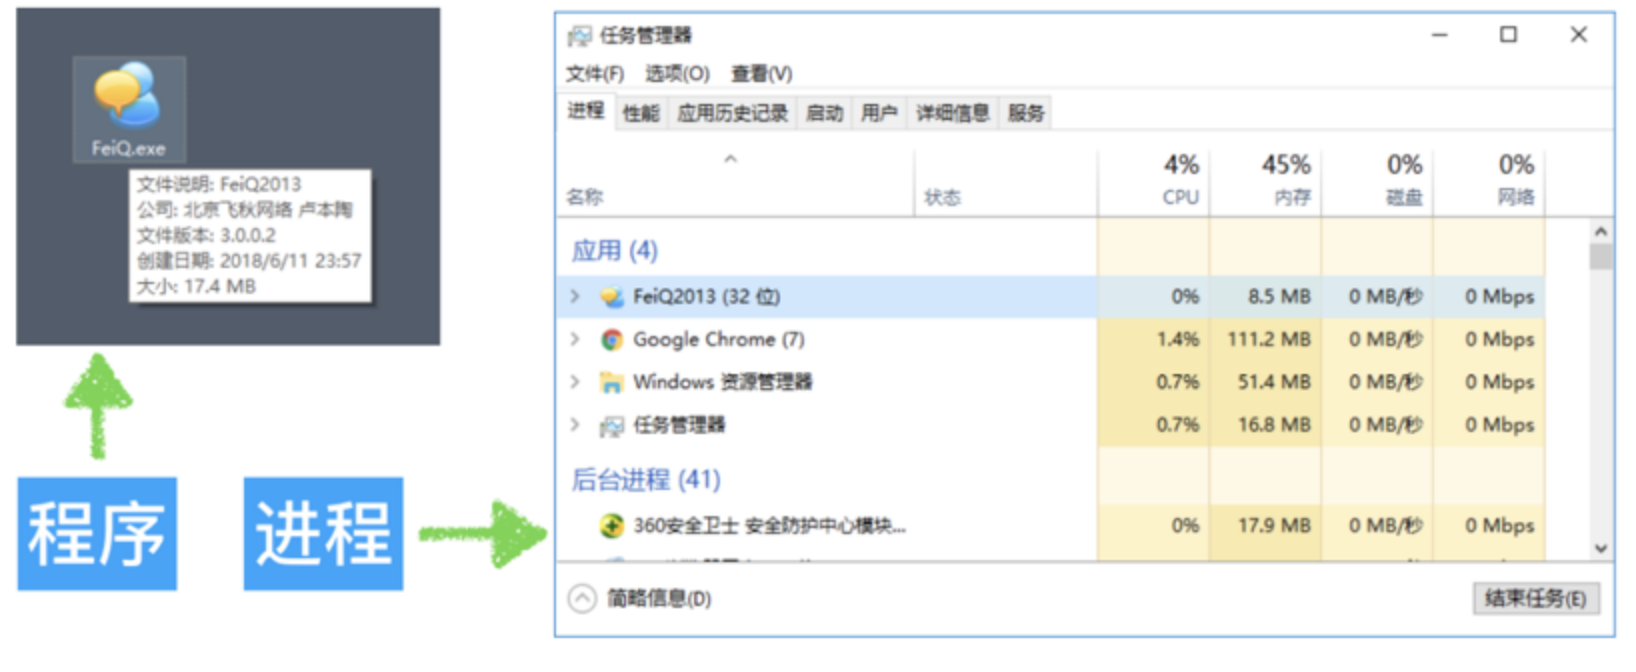 FeiQ.exe
文件说明: FeiQ2013
公司: 北京飞秋网络 卢本陶
文件版本: 3.0.0.2
创建日期: 2018/6/11 23:57
大小: 17.4 MB
程序
进程
任务管理器
文件(F) 选项(O) 查看(V)
进程 性能 应用历史记录 启动 用户 详细信息 服务
4% 45% 0% 0%
名称 状态 CPU 内存 磁盘 网络
应用 (4)
FeiQ2013 (32 位) 0% 8.5 MB 0 MB/秒 0 Mbps
Google Chrome (7) 1.4% 111.2 MB 0 MB/秒 0 Mbps
Windows 资源管理器 0.7% 51.4 MB 0 MB/秒 0 Mbps
任务管理器 0.7% 16.8 MB 0 MB/秒 0 Mbps
后台进程 (41)
360安全卫士 安全防护中心模块... 0% 17.9 MB 0 MB/秒 0 Mbps
简略信息(D) 结束任务(E)